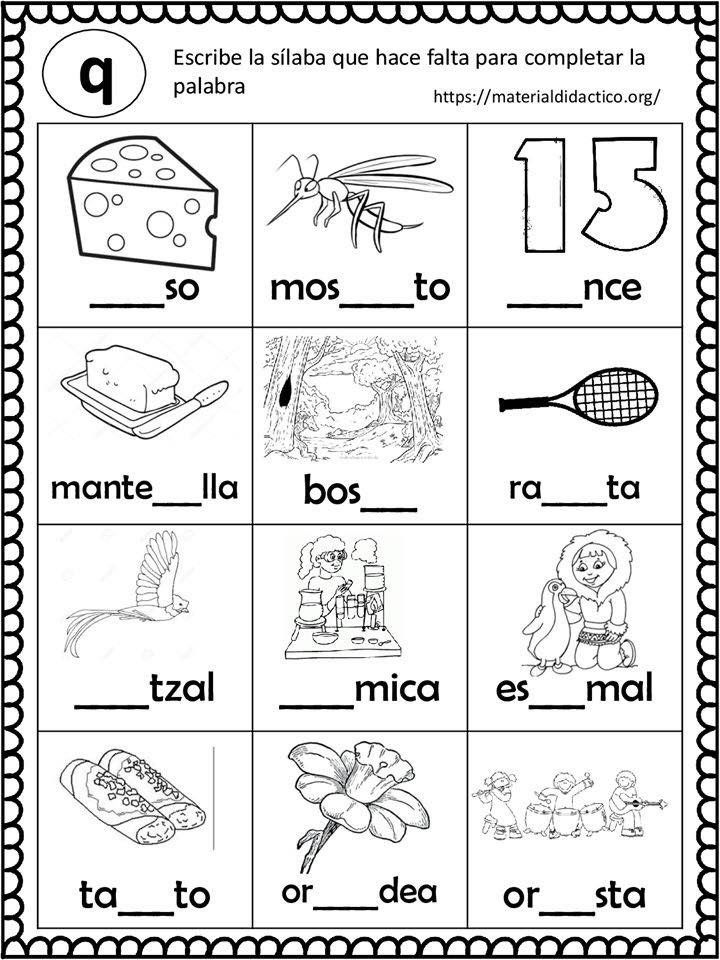 q
Escribe la sílaba que hace falta para completar la
palabra
https://materialdidactico.org/
15
____so
mos____to
____nce
mante___lla
bos___
ra____ta
____tzal
____mica
es___mal
ta___to
or____dea
or___sta